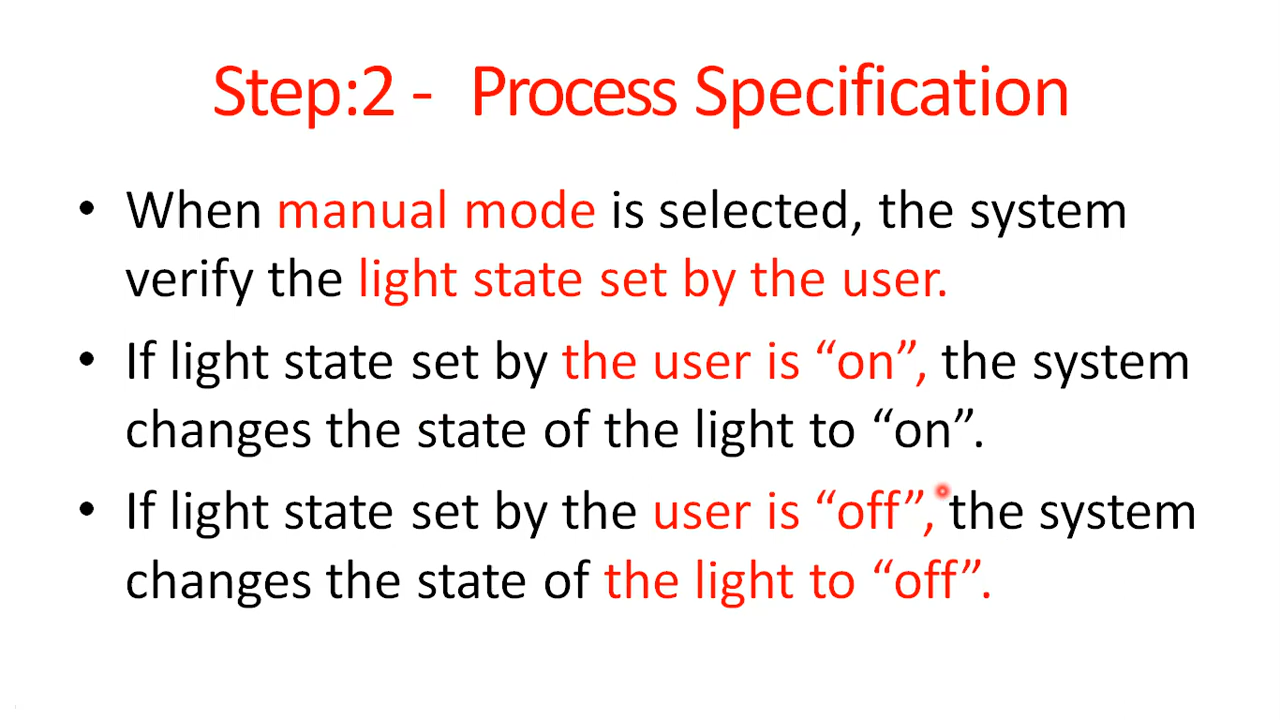 Step:2 - Process Specification
• When manual mode is selected, the system
verify the light state set by the user.
• If light state set by the user is “on”, the system
changes the state of the light to “on”.
• If light state set by the user is “off”, the system
changes the state of the light to “off”.